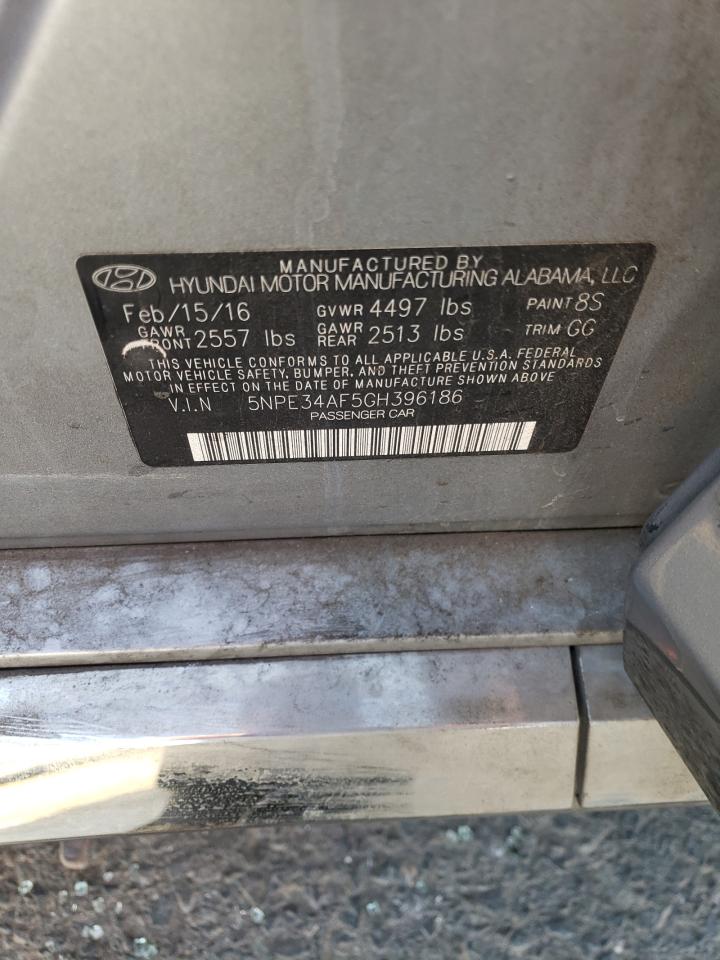 MANUFACTURED BY
HYUNDAI MOTOR MANUFACTURING ALABAMA, LLC
Feb/15/16 GVWR 4497 lbs PAINT 8S
GAWR FRONT 2557 lbs GAWR REAR 2513 lbs TRIM GG
THIS VEHICLE CONFORMS TO ALL APPLICABLE U.S.A. FEDERAL
MOTOR VEHICLE SAFETY, BUMPER, AND THEFT PREVENTION STANDARDS
IN EFFECT ON THE DATE OF MANUFACTURE SHOWN ABOVE
V.I.N 5NPE34AF5GH396186
PASSENGER CAR